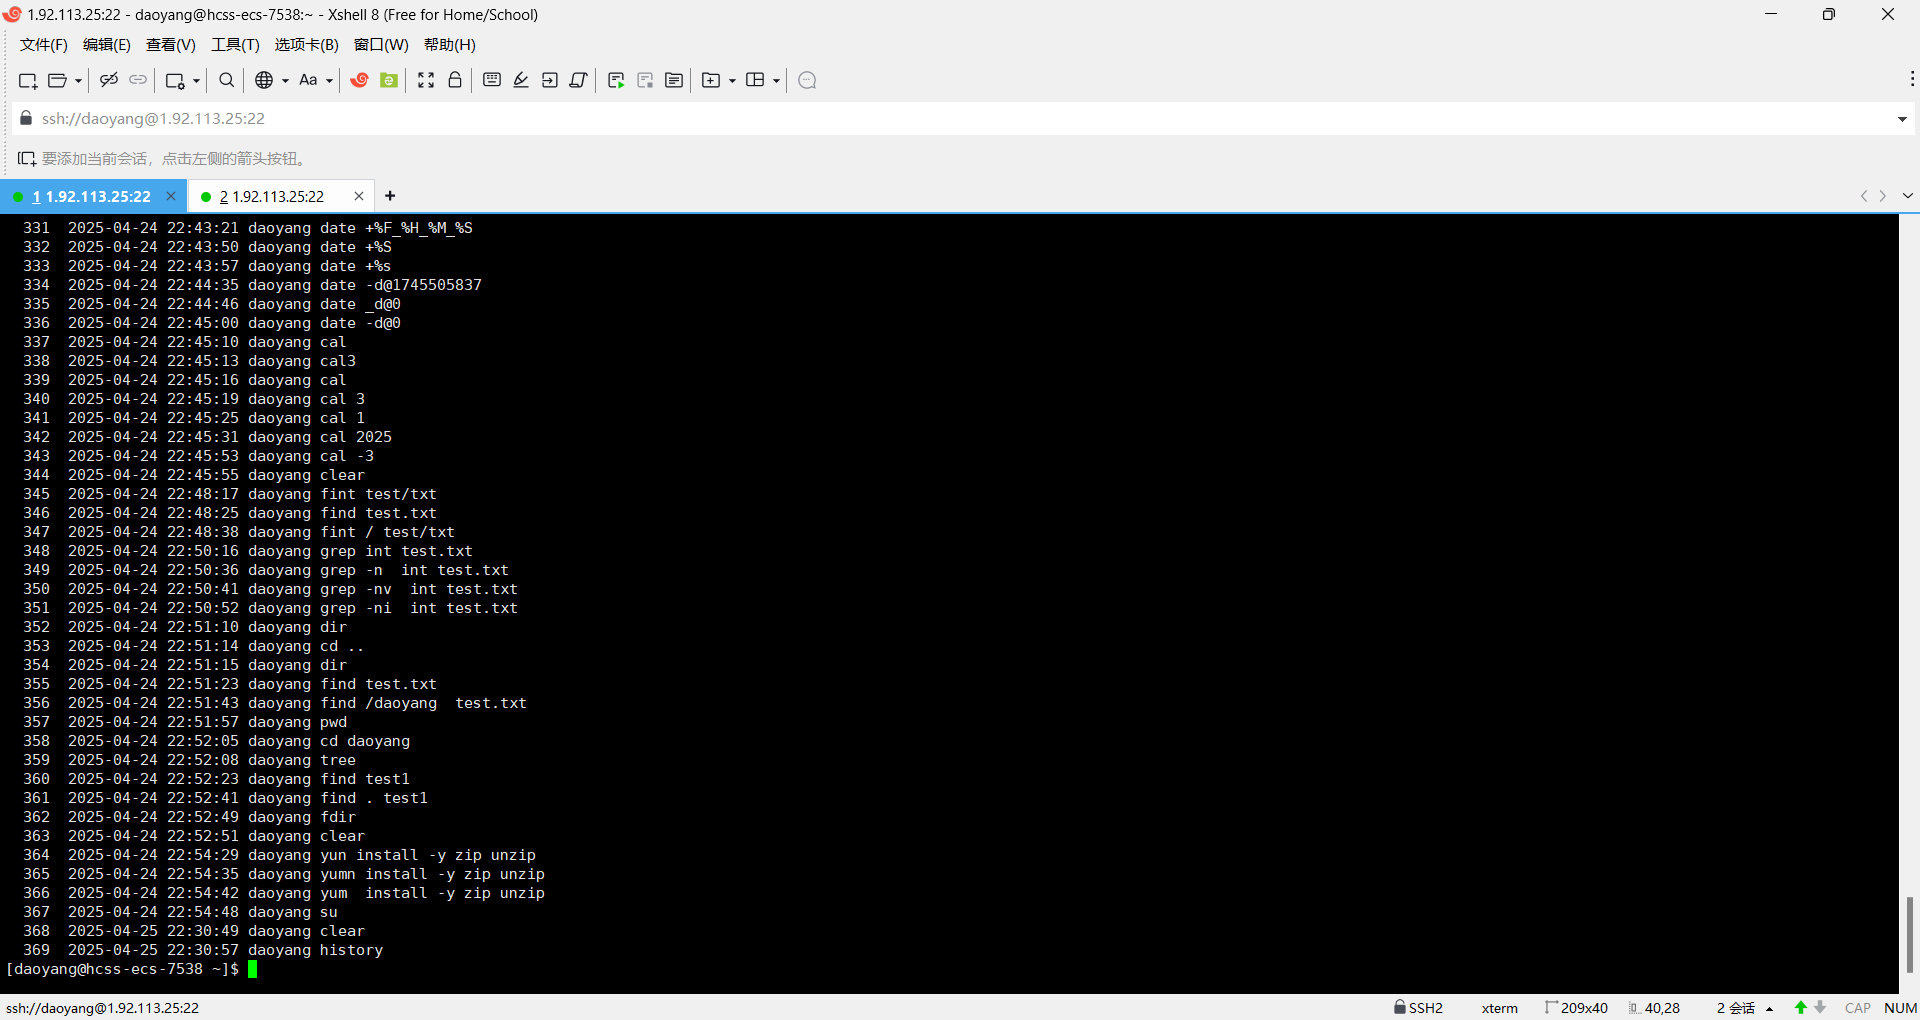 1.92.113.25:22 - daoyang@hcss-ecs-7538:~ - Xshell 8 (Free for Home/School)
文件(F) 编辑(E) 查看(V) 工具(T) 选项卡(B) 窗口(W) 帮助(H)
Aa
ssh://daoyang@1.92.113.25:22
要添加当前会话，点击左侧的箭头按钮。
1 1.92.113.25:22 2 1.92.113.25:22
331 2025-04-24 22:43:21 daoyang date +%F_%H_%M_%S
332 2025-04-24 22:43:50 daoyang date +%S
333 2025-04-24 22:43:57 daoyang date +%s
334 2025-04-24 22:44:35 daoyang date -d@1745505837
335 2025-04-24 22:44:46 daoyang date _d@0
336 2025-04-24 22:45:00 daoyang date -d@0
337 2025-04-24 22:45:10 daoyang cal
338 2025-04-24 22:45:13 daoyang cal3
339 2025-04-24 22:45:16 daoyang cal
340 2025-04-24 22:45:19 daoyang cal 3
341 2025-04-24 22:45:25 daoyang cal 1
342 2025-04-24 22:45:31 daoyang cal 2025
343 2025-04-24 22:45:53 daoyang cal -3
344 2025-04-24 22:45:55 daoyang clear
345 2025-04-24 22:48:17 daoyang fint test/txt
346 2025-04-24 22:48:25 daoyang find test.txt
347 2025-04-24 22:48:38 daoyang fint / test/txt
348 2025-04-24 22:50:16 daoyang grep int test.txt
349 2025-04-24 22:50:36 daoyang grep -n  int test.txt
350 2025-04-24 22:50:41 daoyang grep -nv  int test.txt
351 2025-04-24 22:50:52 daoyang grep -ni  int test.txt
352 2025-04-24 22:51:10 daoyang dir
353 2025-04-24 22:51:14 daoyang cd ..
354 2025-04-24 22:51:15 daoyang dir
355 2025-04-24 22:51:23 daoyang find test.txt
356 2025-04-24 22:51:43 daoyang find /daoyang  test.txt
357 2025-04-24 22:51:57 daoyang pwd
358 2025-04-24 22:52:05 daoyang cd daoyang
359 2025-04-24 22:52:08 daoyang tree
360 2025-04-24 22:52:23 daoyang find test1
361 2025-04-24 22:52:41 daoyang find . test1
362 2025-04-24 22:52:49 daoyang fdir
363 2025-04-24 22:52:51 daoyang clear
364 2025-04-24 22:54:29 daoyang yun install -y zip unzip
365 2025-04-24 22:54:35 daoyang yumn install -y zip unzip
366 2025-04-24 22:54:42 daoyang yum  install -y zip unzip
367 2025-04-24 22:54:48 daoyang su
368 2025-04-25 22:30:49 daoyang clear
369 2025-04-25 22:30:57 daoyang history
[daoyang@hcss-ecs-7538 ~]$
ssh://daoyang@1.92.113.25:22 SSH2 xterm 209x40 40,28 2 会话 CAP NUM